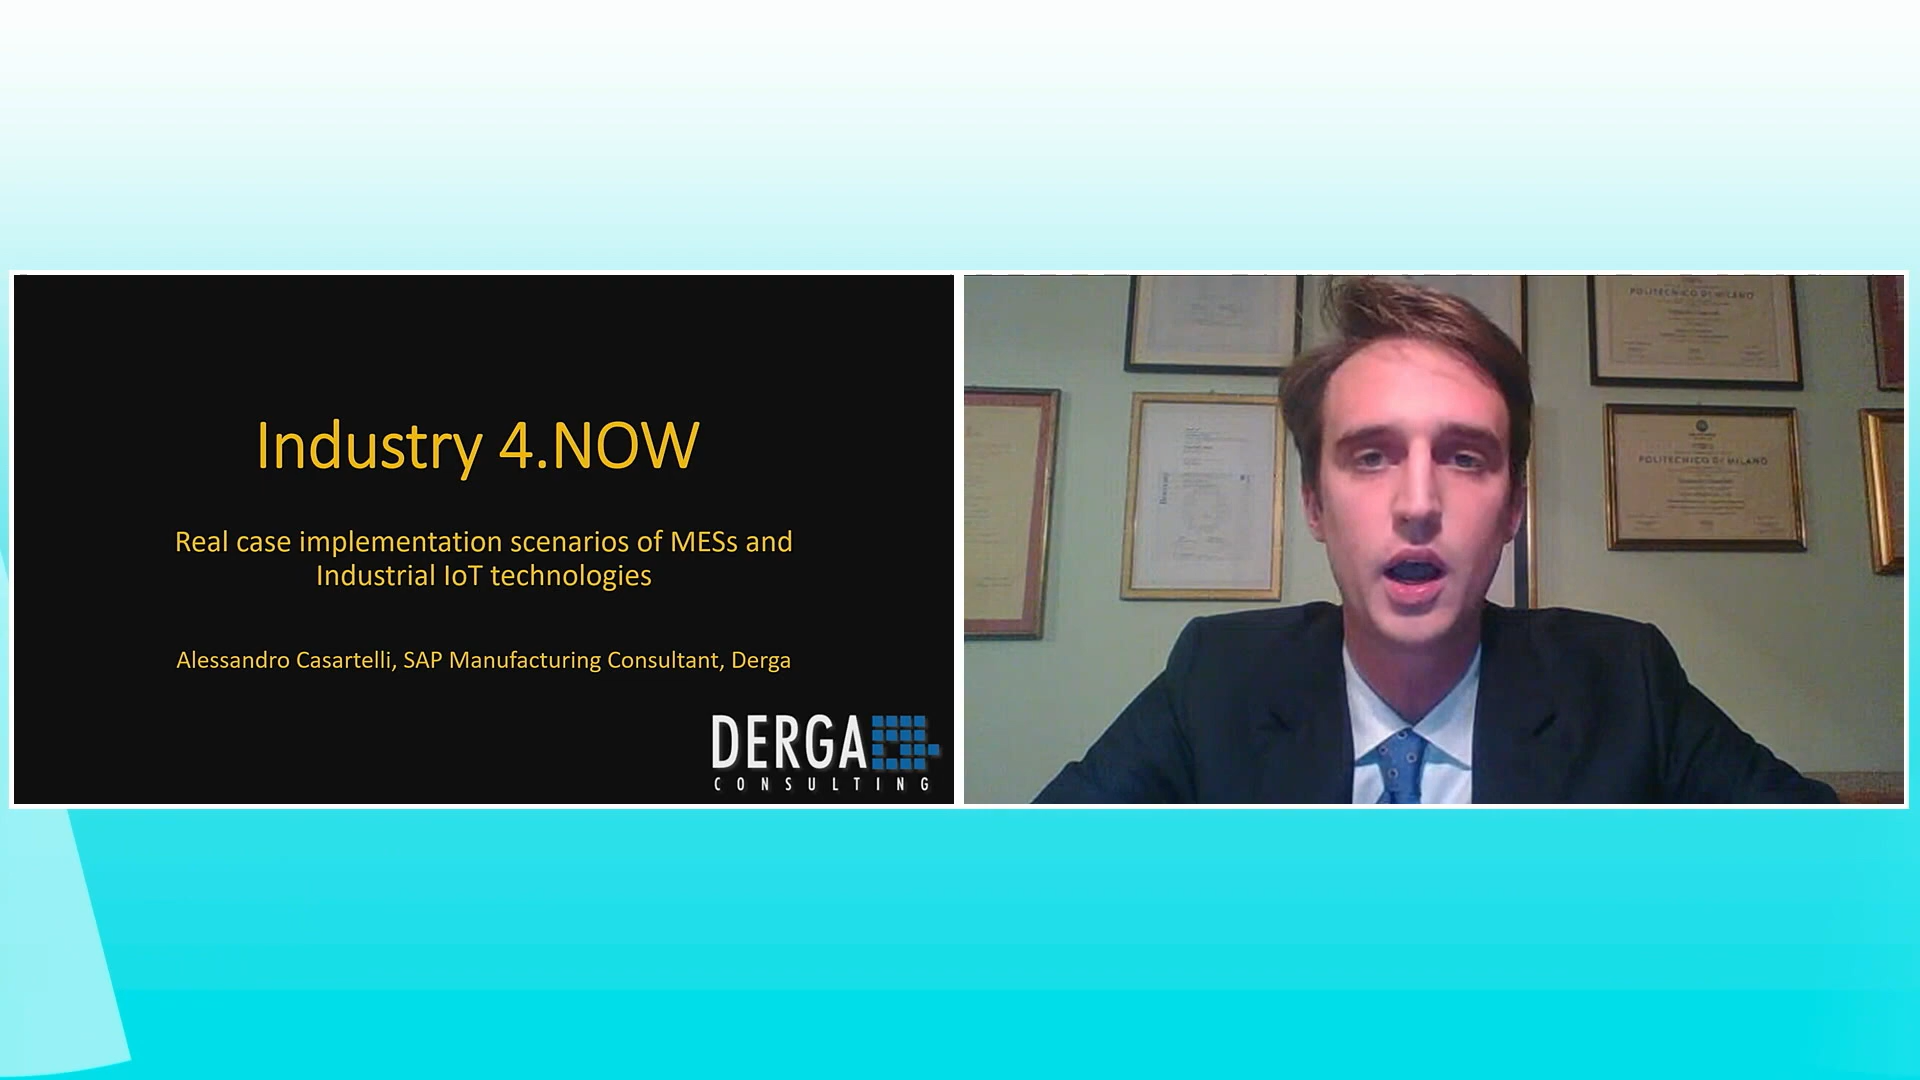 Industry 4.NOW
Real case implementation scenarios of MESs and
Industrial IoT technologies
Alessandro Casartelli, SAP Manufacturing Consultant, Derga
DERGA
CONSULTING
POLITECNICO DI MILANO
POLITECNICO DI MILANO